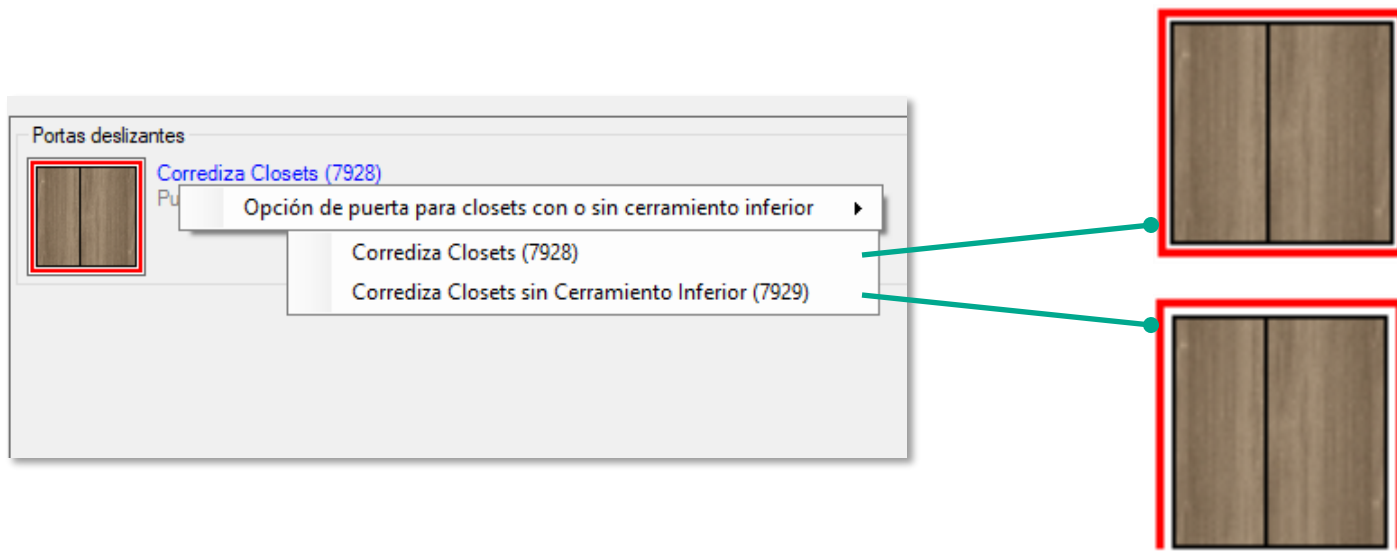 Portas deslizantes
Corrediza Closets (7928)
Opción de puerta para closets con o sin cerramiento inferior
Corrediza Closets (7928)
Corrediza Closets sin Cerramiento Inferior (7929)